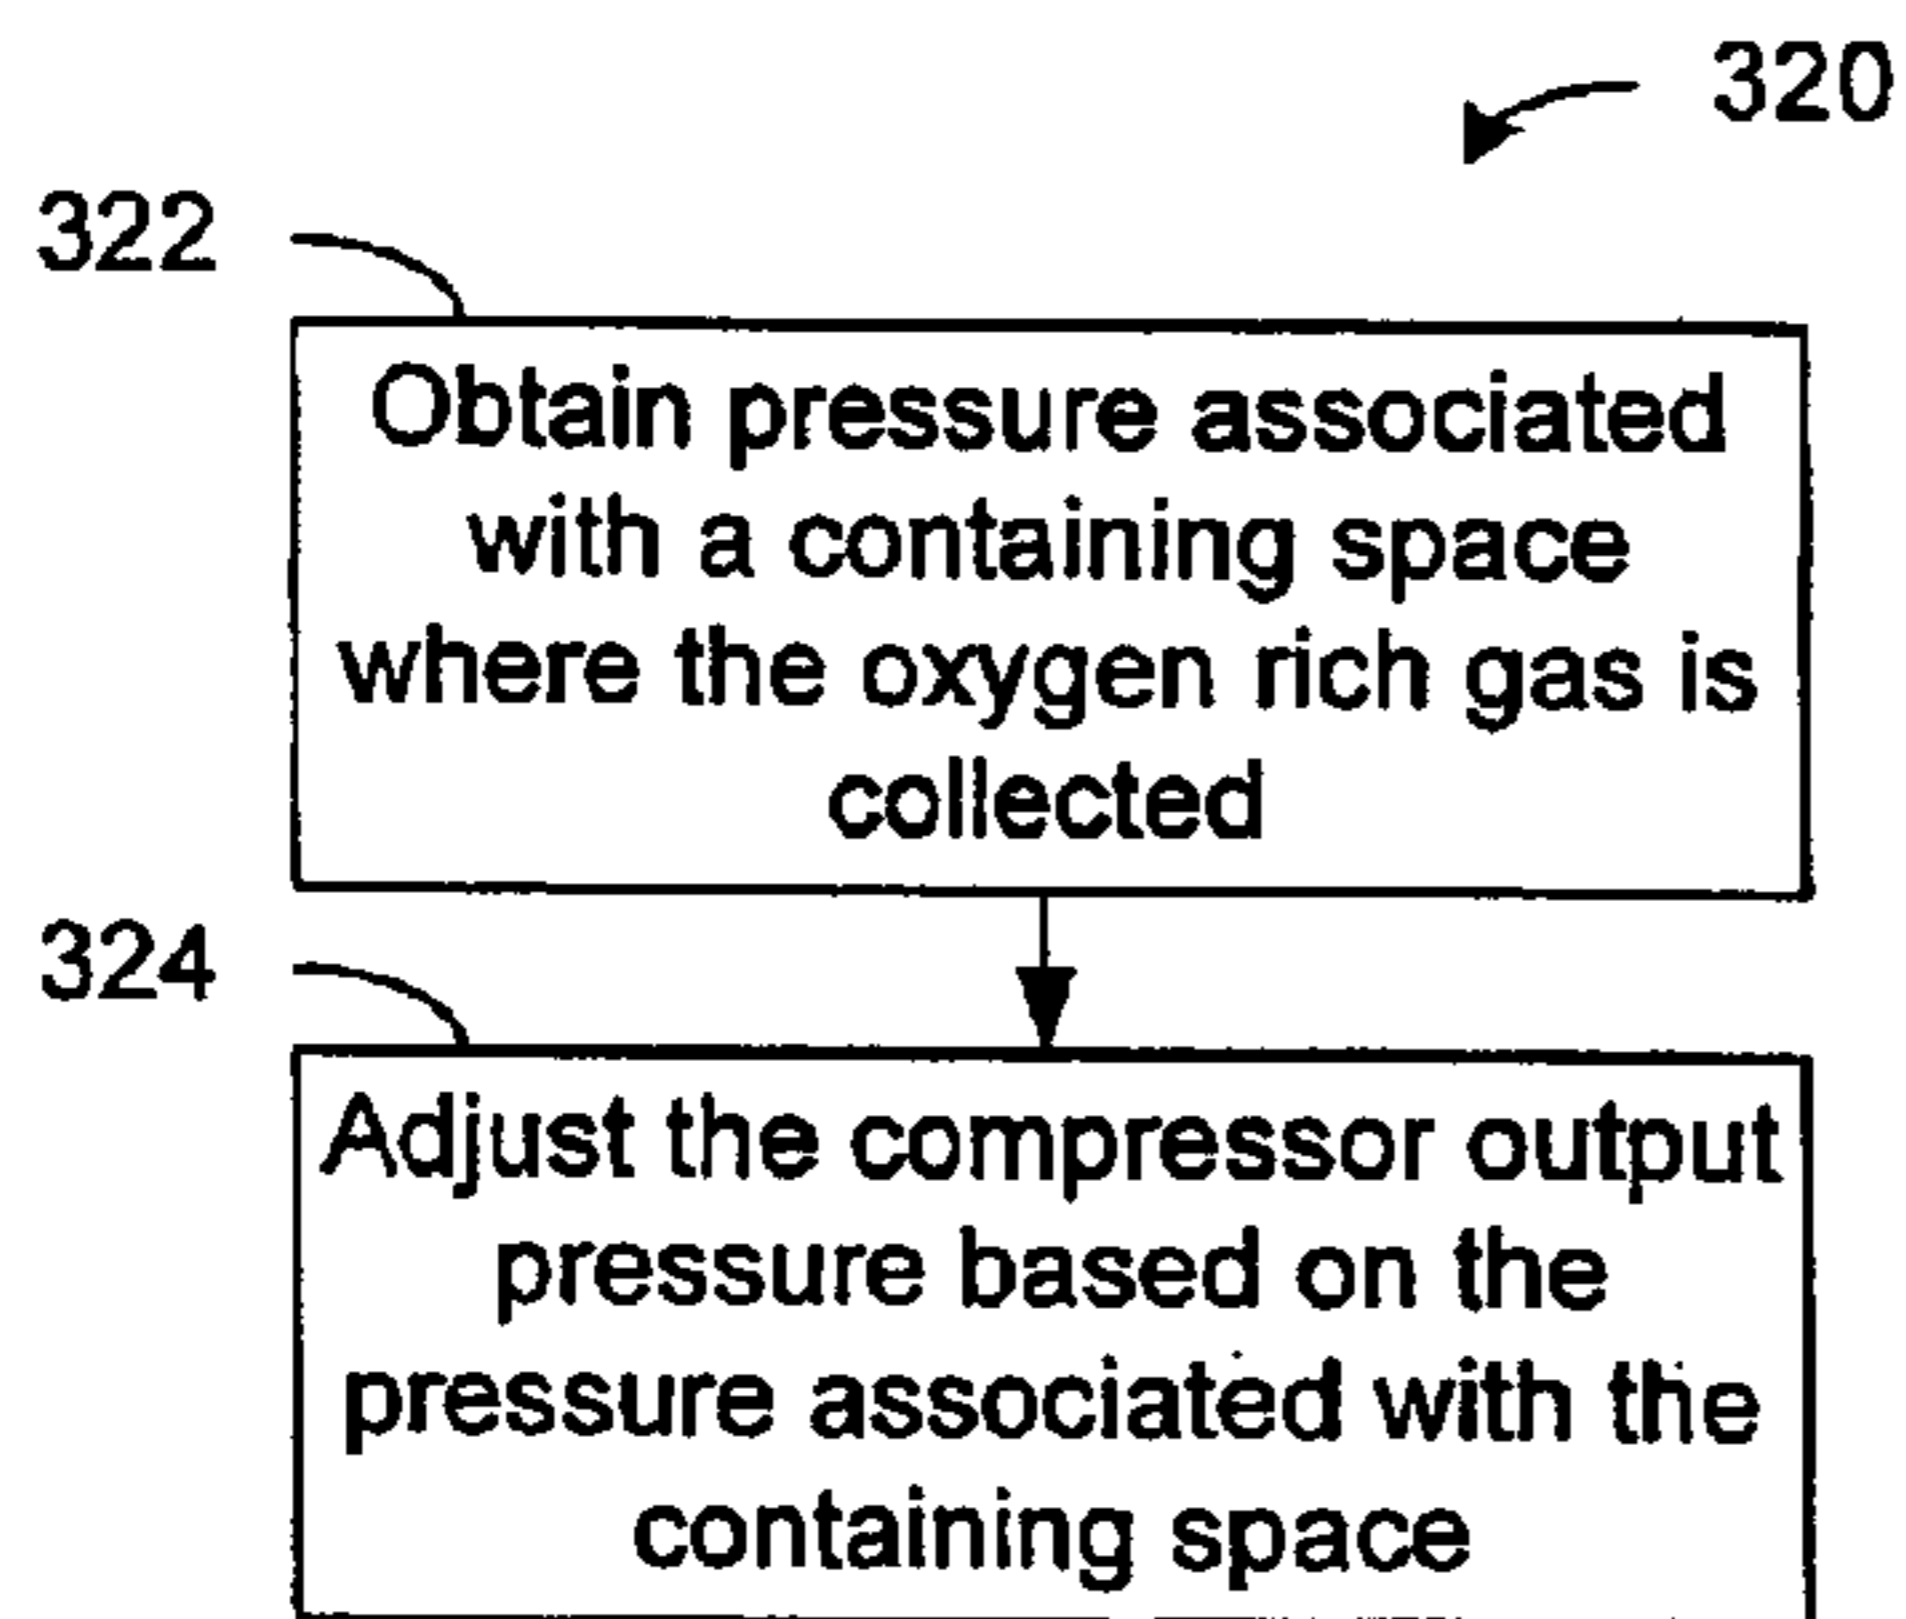 320
322
Obtain pressure associated
with a containing space
where the oxygen rich gas is
collected
324
Adjust the compressor output
pressure based on the
pressure associated with the
containing space